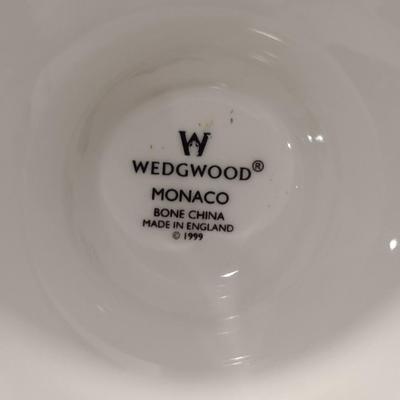 W
WEDGWOOD®
MONACO
BONE CHINA
MADE IN ENGLAND
© 1999